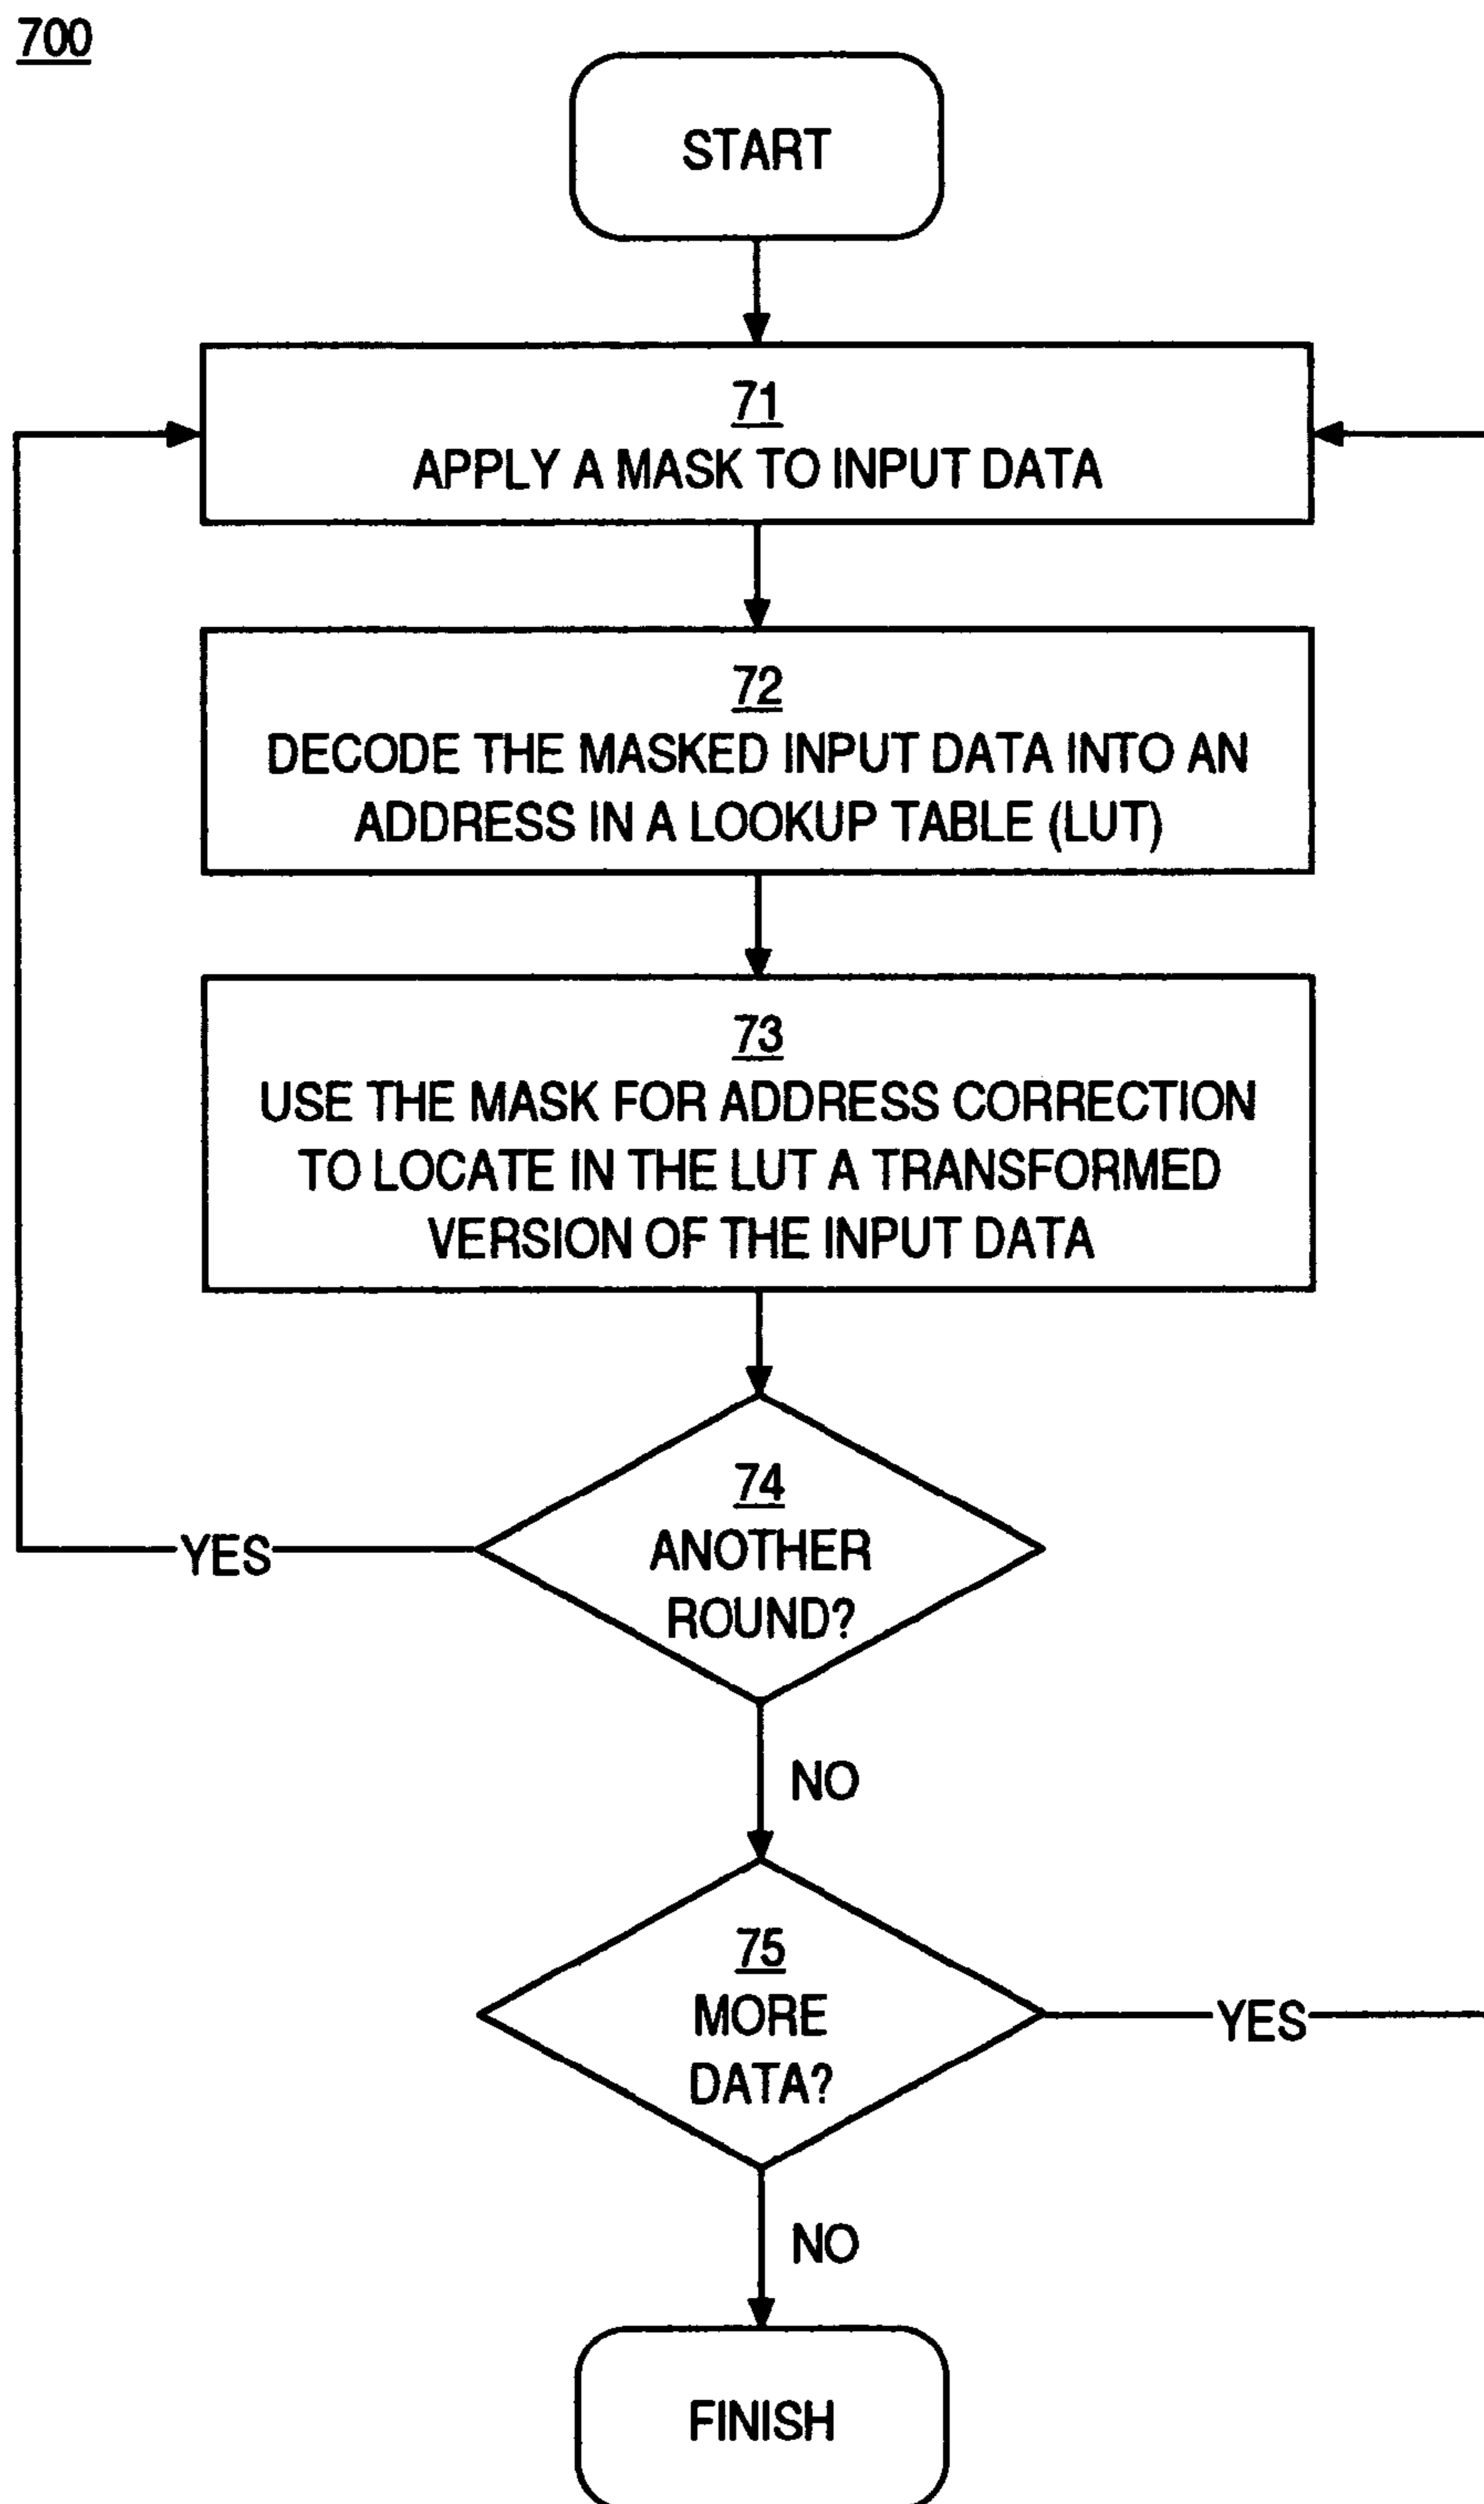 700
START
71
APPLY A MASK TO INPUT DATA
72
DECODE THE MASKED INPUT DATA INTO AN
ADDRESS IN A LOOKUP TABLE (LUT)
73
USE THE MASK FOR ADDRESS CORRECTION
TO LOCATE IN THE LUT A TRANSFORMED
VERSION OF THE INPUT DATA
74
ANOTHER
ROUND?
YES
NO
75
MORE
DATA?
YES
NO
FINISH